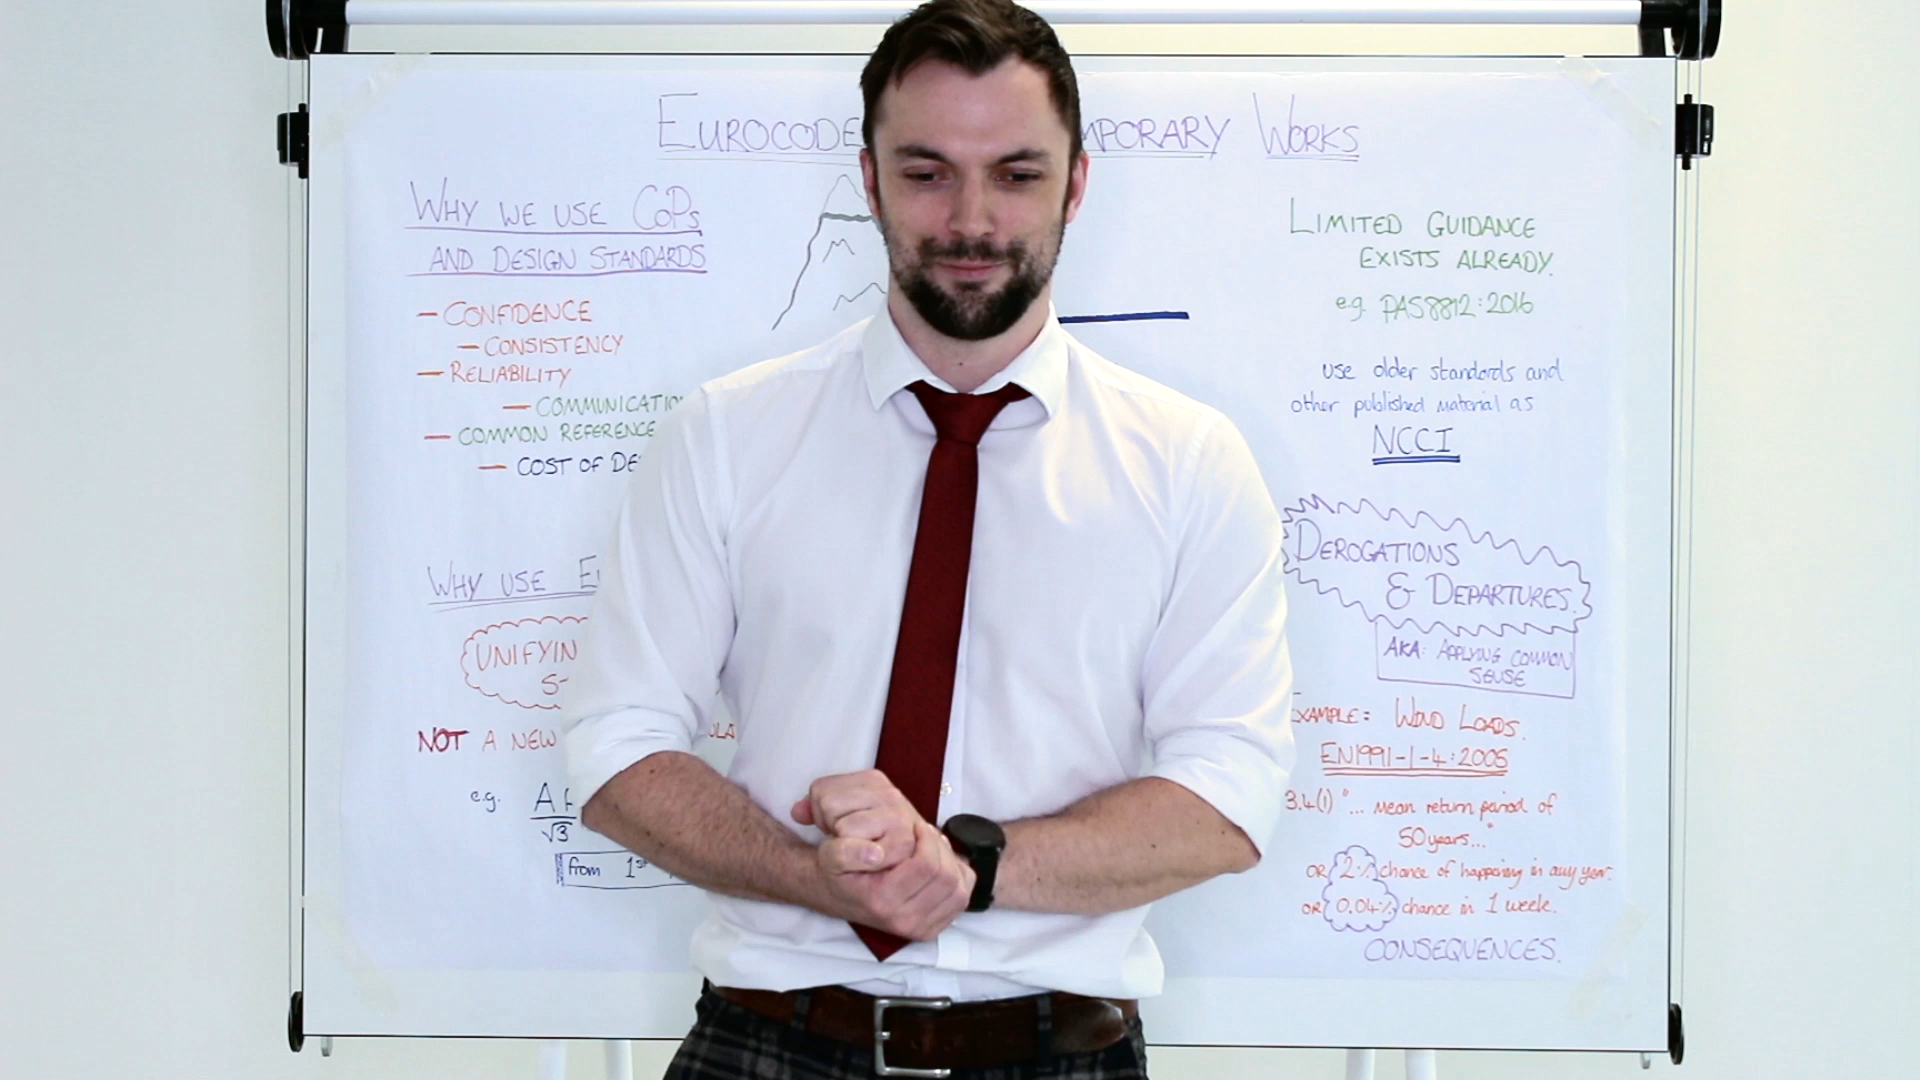 EUROCODE MPORARY WORKS
WHY WE USE COPs
AND DESIGN STANDARDS
- CONFIDENCE
- CONSISTENCY
- RELIABILITY
- COMMUNICATIO
- COMMON REFERENCE
- COST OF DE
WHY USE E
UNIFYIN
S
NOT A NEW ULA
e.g. Af
√3
from 1st
LIMITED GUIDANCE
EXISTS ALREADY.
e.g. PAS8812:2016
use older standards and
other published material as
NCCI
DEROGATIONS
& DEPARTURES.
AKA: APPLYING COMMON
SENSE
EXAMPLE: WIND LOADS.
EN1991-1-4:2005
3.4(1) "... mean return period of
50 years..."
OR 2% chance of happening in any year.
OR 0.04% chance in 1 week.
CONSEQUENCES.